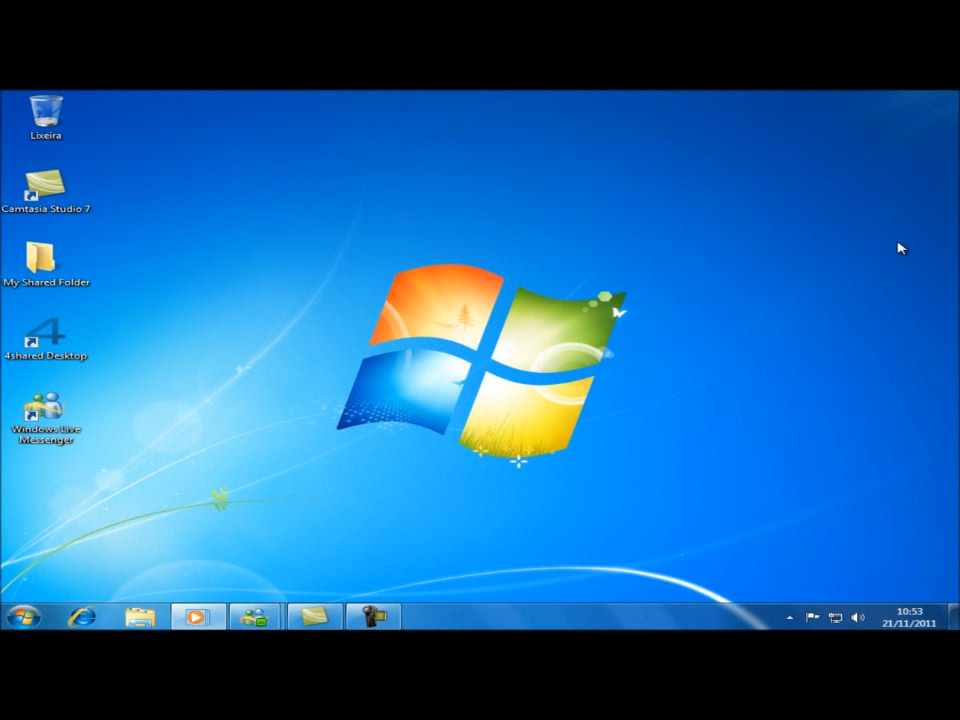 Lixeira
Camtasia Studio 7
My Shared Folder
4shared Desktop
Windows Live
Messenger
10:53
21/11/2011